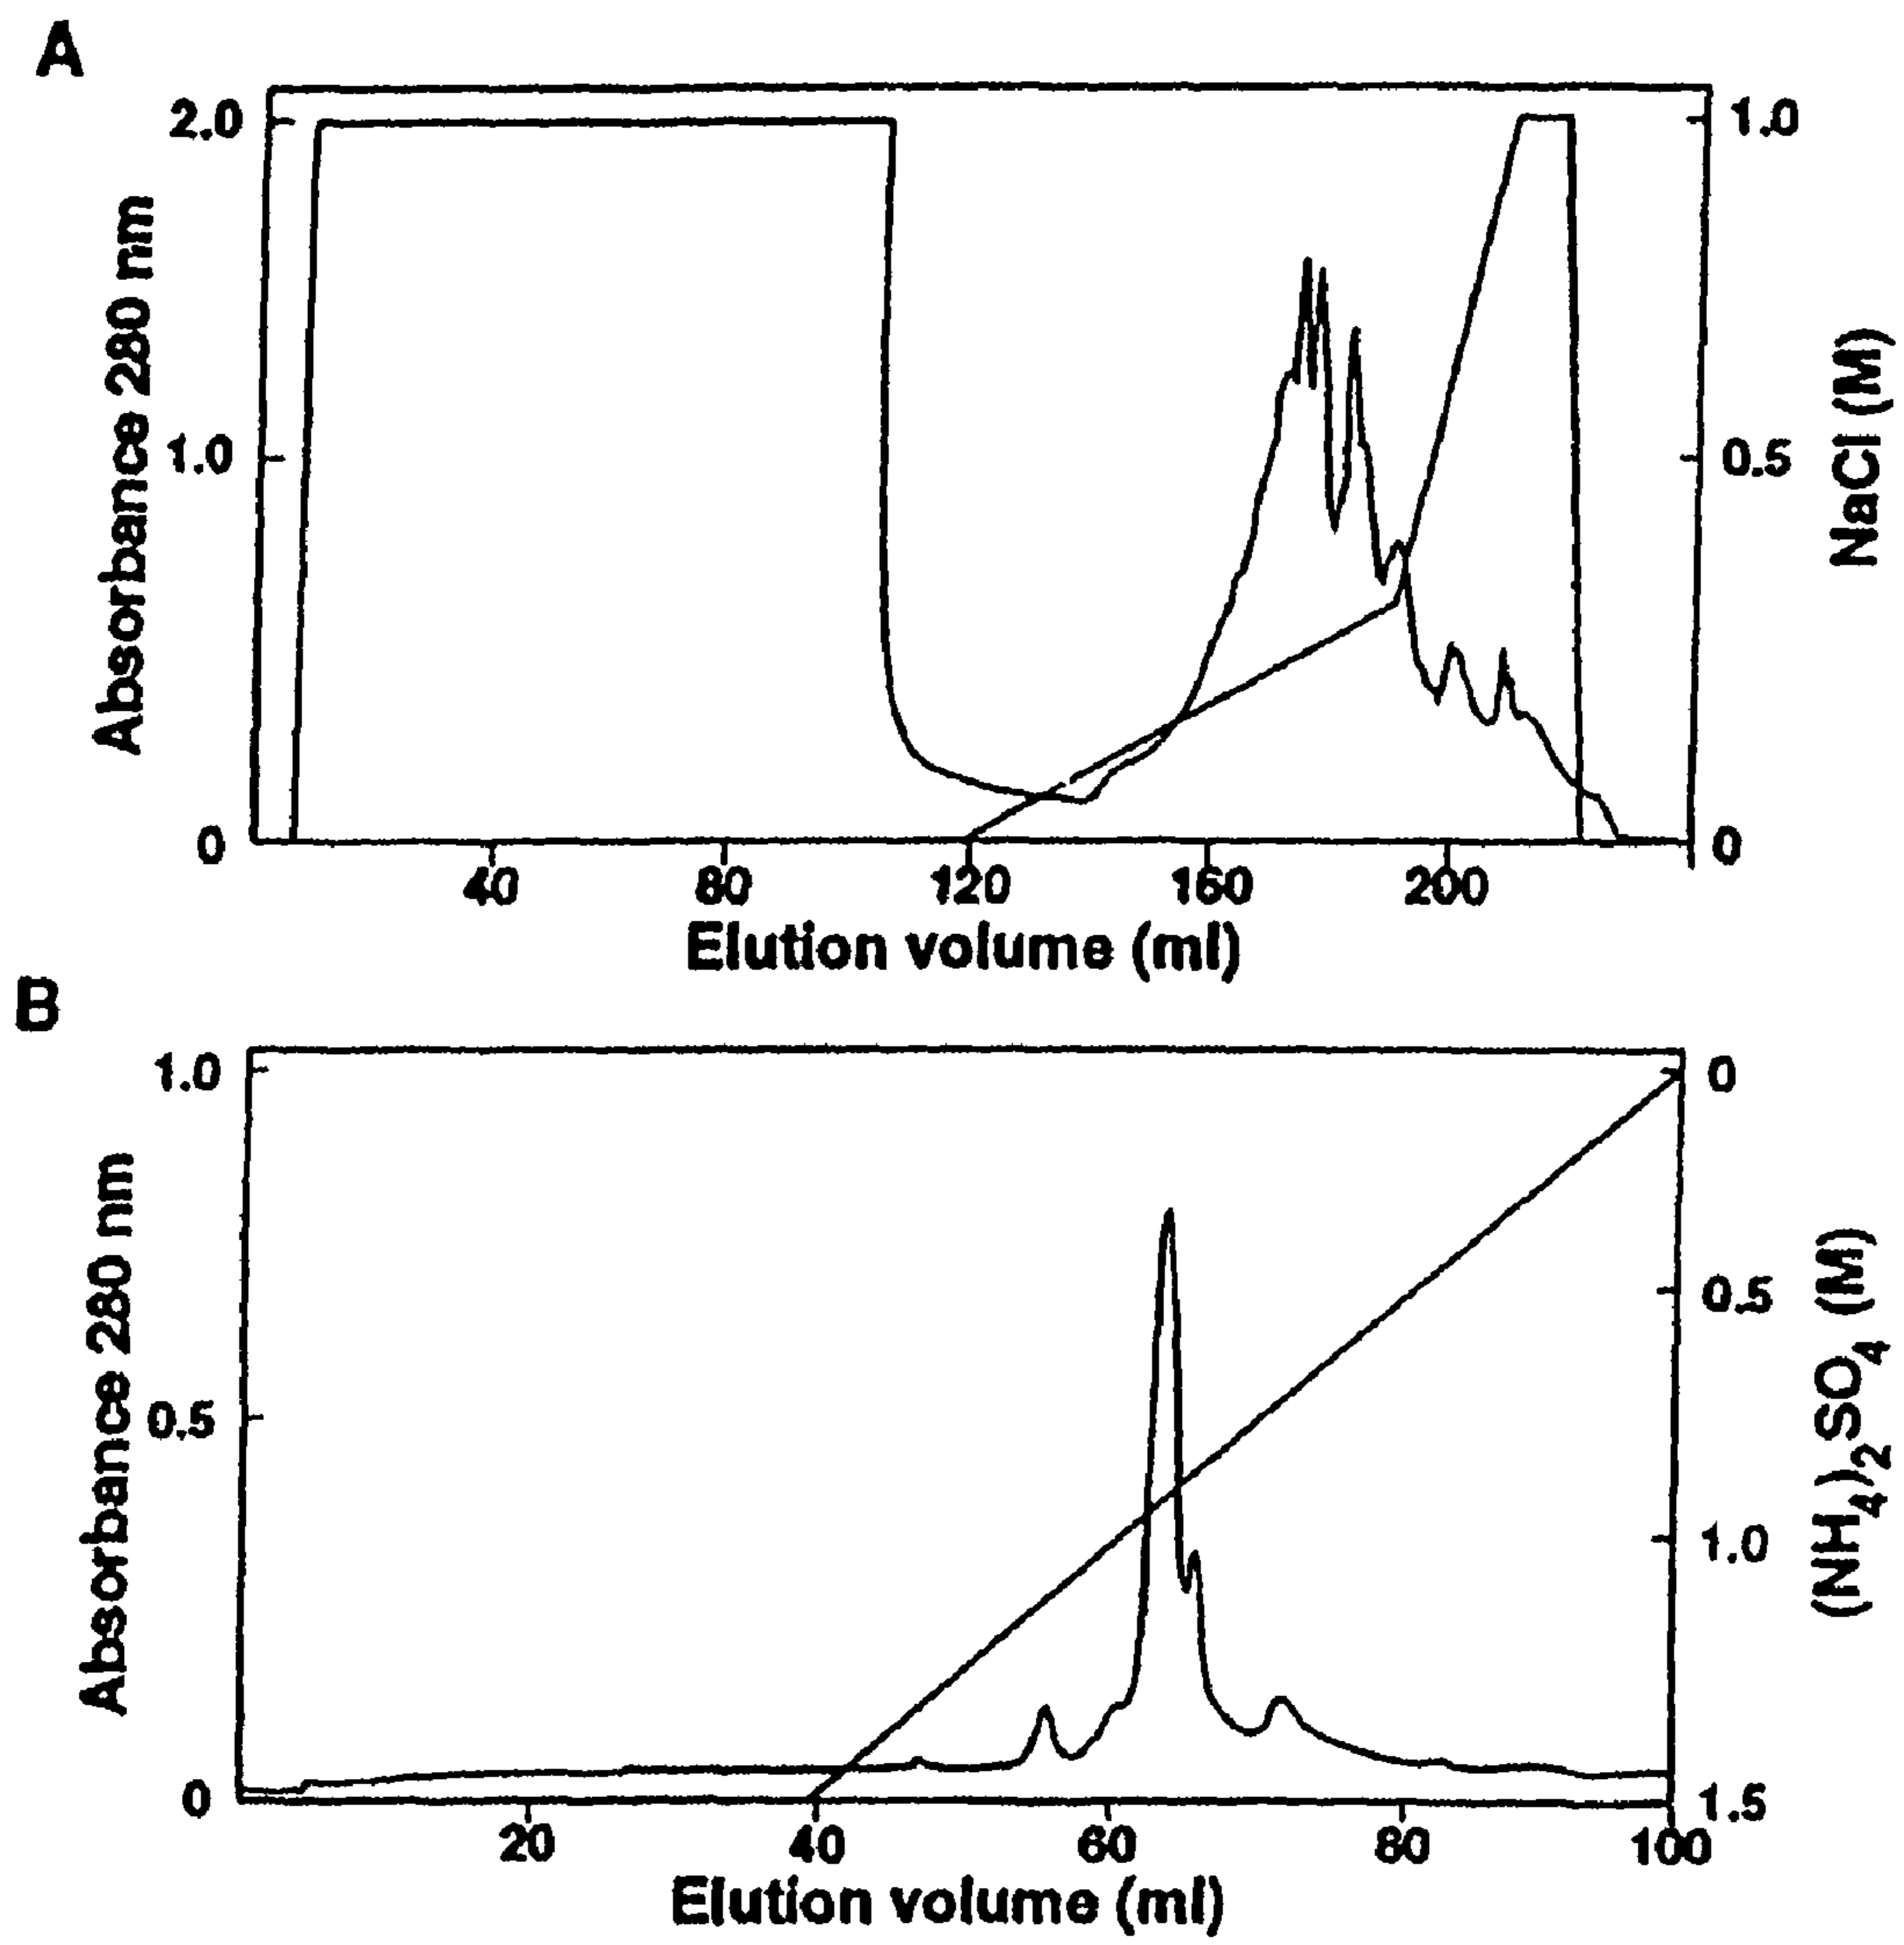 A
2.0
1.0
0
Absorbance 280 nm
1.0
0.5
0
NaCl (M)
40 80 120 160 200
Elution volume (ml)
B
1.0
0.5
0
Absorbance 280 nm
0
0.5
1.0
1.5
(NH4)2SO4 (M)
20 40 60 80 100
Elution volume (ml)